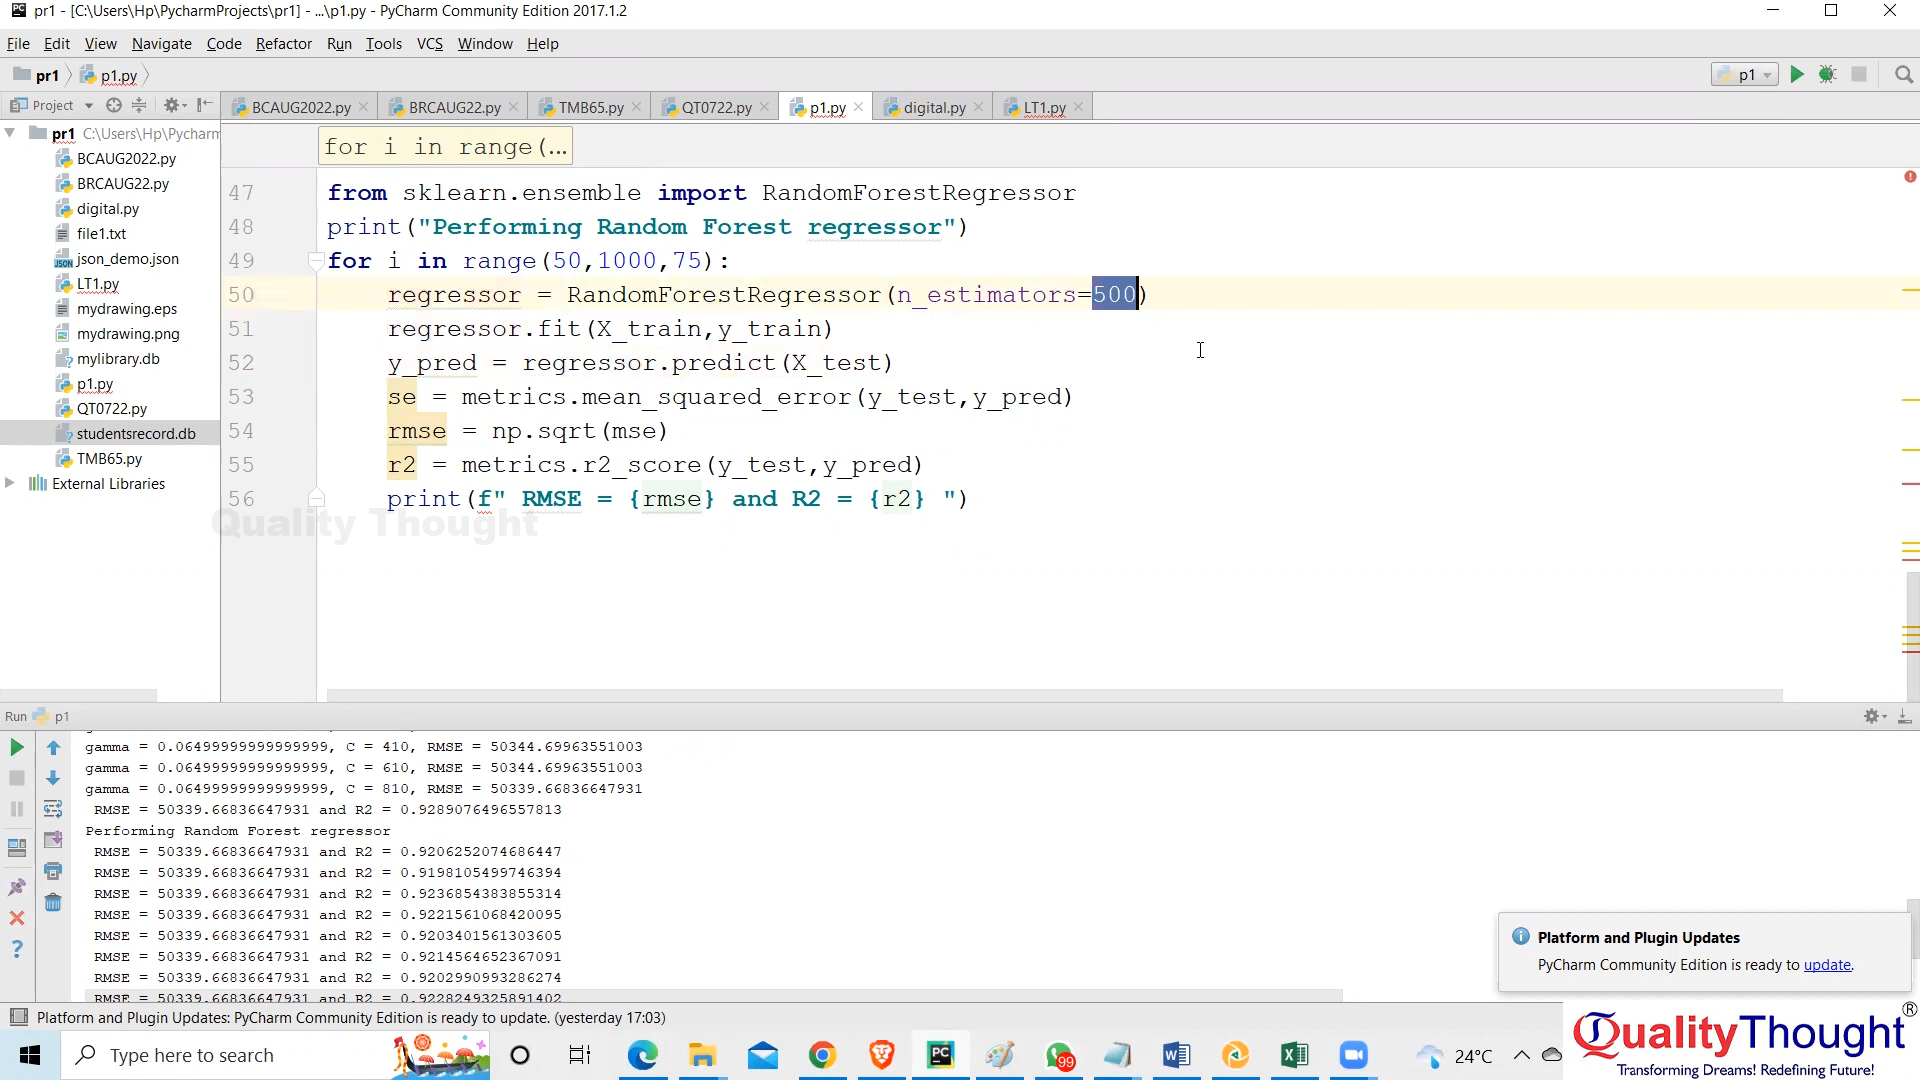 pr1 - [C:\Users\Hp\PycharmProjects\pr1] - ...\p1.py - PyCharm Community Edition 2017.1.2
File Edit View Navigate Code Refactor Run Tools VCS Window Help
pr1 p1.py p1
Project BCAUG2022.py BRCAUG22.py TMB65.py QT0722.py p1.py digital.py LT1.py
pr1 C:\Users\Hp\Pycharm
BCAUG2022.py
BRCAUG22.py
digital.py
file1.txt
json_demo.json
LT1.py
mydrawing.eps
mydrawing.png
mylibrary.db
p1.py
QT0722.py
studentsrecord.db
TMB65.py
External Libraries
for i in range(...
47 from sklearn.ensemble import RandomForestRegressor
48 print("Performing Random Forest regressor")
49 for i in range(50,1000,75):
50 regressor = RandomForestRegressor(n_estimators=500)
51 regressor.fit(X_train,y_train)
52 y_pred = regressor.predict(X_test)
53 se = metrics.mean_squared_error(y_test,y_pred)
54 rmse = np.sqrt(mse)
55 r2 = metrics.r2_score(y_test,y_pred)
56 print(f" RMSE = {rmse} and R2 = {r2} ")
Quality Thought
Run p1
gamma = 0.06499999999999999, C = 410, RMSE = 50344.69963551003
gamma = 0.06499999999999999, C = 610, RMSE = 50344.69963551003
gamma = 0.06499999999999999, C = 810, RMSE = 50339.66836647931
RMSE = 50339.66836647931 and R2 = 0.9289076496557813
Performing Random Forest regressor
RMSE = 50339.66836647931 and R2 = 0.9206252074686447
RMSE = 50339.66836647931 and R2 = 0.9198105499746394
RMSE = 50339.66836647931 and R2 = 0.9236854383855314
RMSE = 50339.66836647931 and R2 = 0.9221561068420095
RMSE = 50339.66836647931 and R2 = 0.9203401561303605
RMSE = 50339.66836647931 and R2 = 0.9214564652367091
RMSE = 50339.66836647931 and R2 = 0.9202990993286274
RMSE = 50339.66836647931 and R2 = 0.9228249325891402
Platform and Plugin Updates
PyCharm Community Edition is ready to update.
Platform and Plugin Updates: PyCharm Community Edition is ready to update. (yesterday 17:03)
Type here to search
99
24°C
QualityThought ®
Transforming Dreams! Redefining Future!